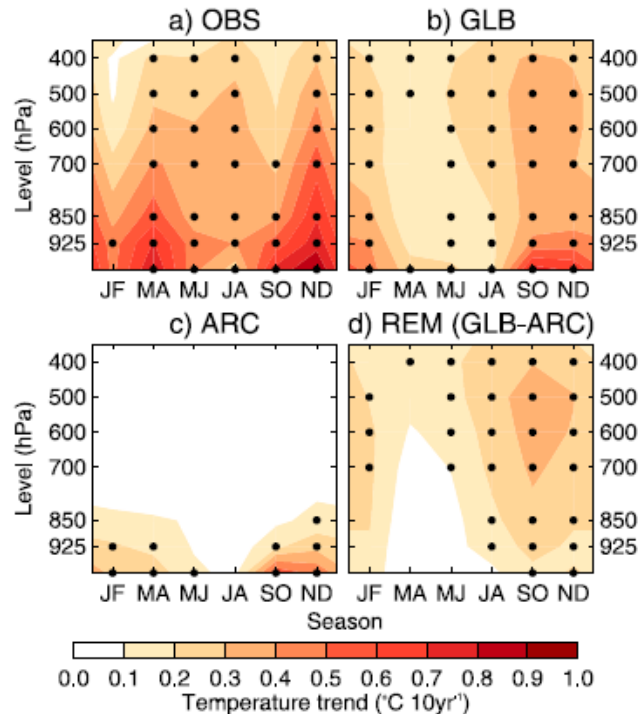 a) OBS
b) GLB
400
500
600
700
850
925
Level (hPa)
400
500
600
700
850
925
JF MA MJ JA SO ND
JF MA MJ JA SO ND
c) ARC
d) REM (GLB-ARC)
400
500
600
700
850
925
Level (hPa)
400
500
600
700
850
925
JF MA MJ JA SO ND
JF MA MJ JA SO ND
Season
0.0 0.1 0.2 0.3 0.4 0.5 0.6 0.7 0.8 0.9 1.0
Temperature trend (°C 10yr⁻¹)